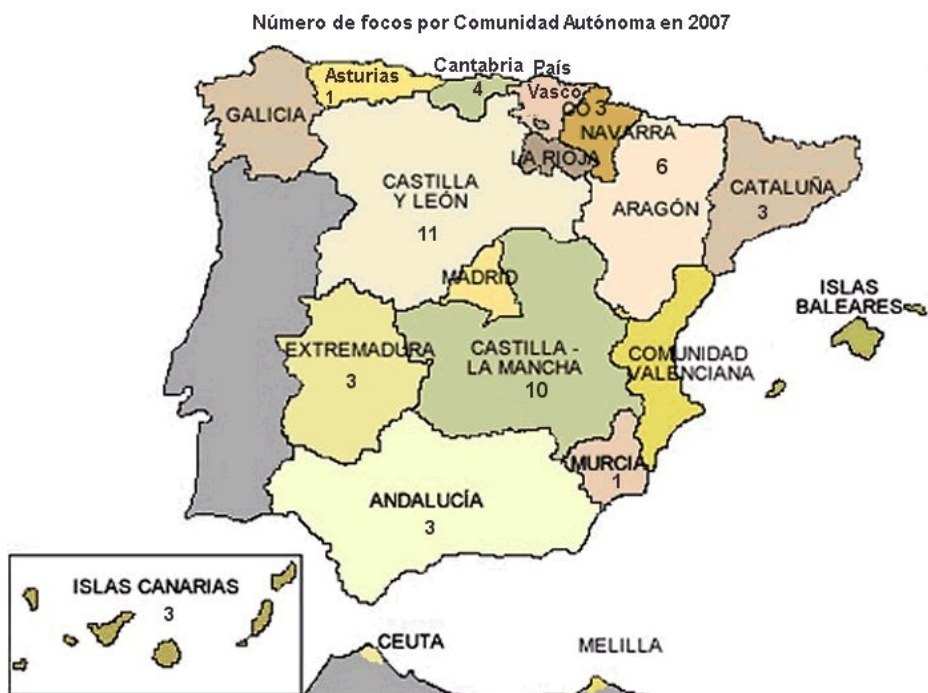 Número de focos por Comunidad Autónoma en 2007
Asturias
1
Cantabria
4
País
Vasco
CO
3
NAVARRA
GALICIA
LA RIOJA
CASTILLA
Y LEÓN
11
6
ARAGÓN
CATALUÑA
3
MADRID
ISLAS
BALEARES
EXTREMADURA
3
CASTILLA -
LA MANCHA
10
COMUNIDAD
VALENCIANA
MURCIA
1
ANDALUCÍA
3
ISLAS CANARIAS
3
CEUTA
MELILLA